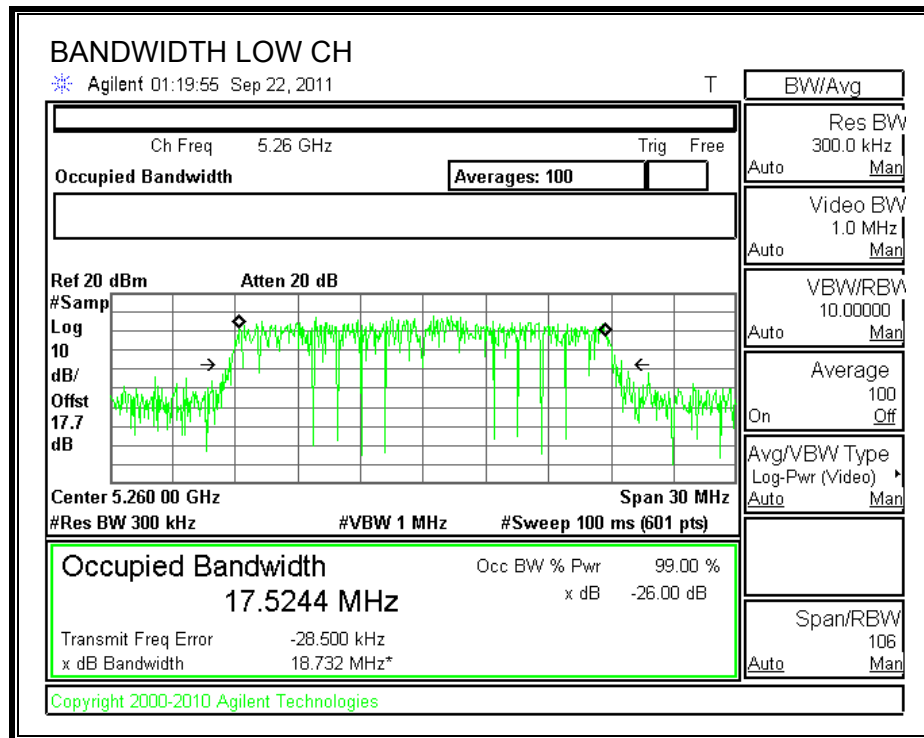 BANDWIDTH LOW CH
Agilent 01:19:55 Sep 22, 2011 T
Ch Freq 5.26 GHz Trig Free
Occupied Bandwidth Averages: 100
Ref 20 dBm Atten 20 dB
#Samp
Log
10
dB/
Offst
17.7
dB
Center 5.260 00 GHz Span 30 MHz
#Res BW 300 kHz #VBW 1 MHz #Sweep 100 ms (601 pts)
Occupied Bandwidth Occ BW % Pwr 99.00 %
17.5244 MHz x dB -26.00 dB
Transmit Freq Error -28.500 kHz
x dB Bandwidth 18.732 MHz*
Copyright 2000-2010 Agilent Technologies
BW/Avg
Res BW
300.0 kHz
Auto Man
Video BW
1.0 MHz
Auto Man
VBW/RBW
10.00000
Auto Man
Average
100
On Off
Avg/VBW Type
Log-Pwr (Video)
Auto Man
Span/RBW
106
Auto Man